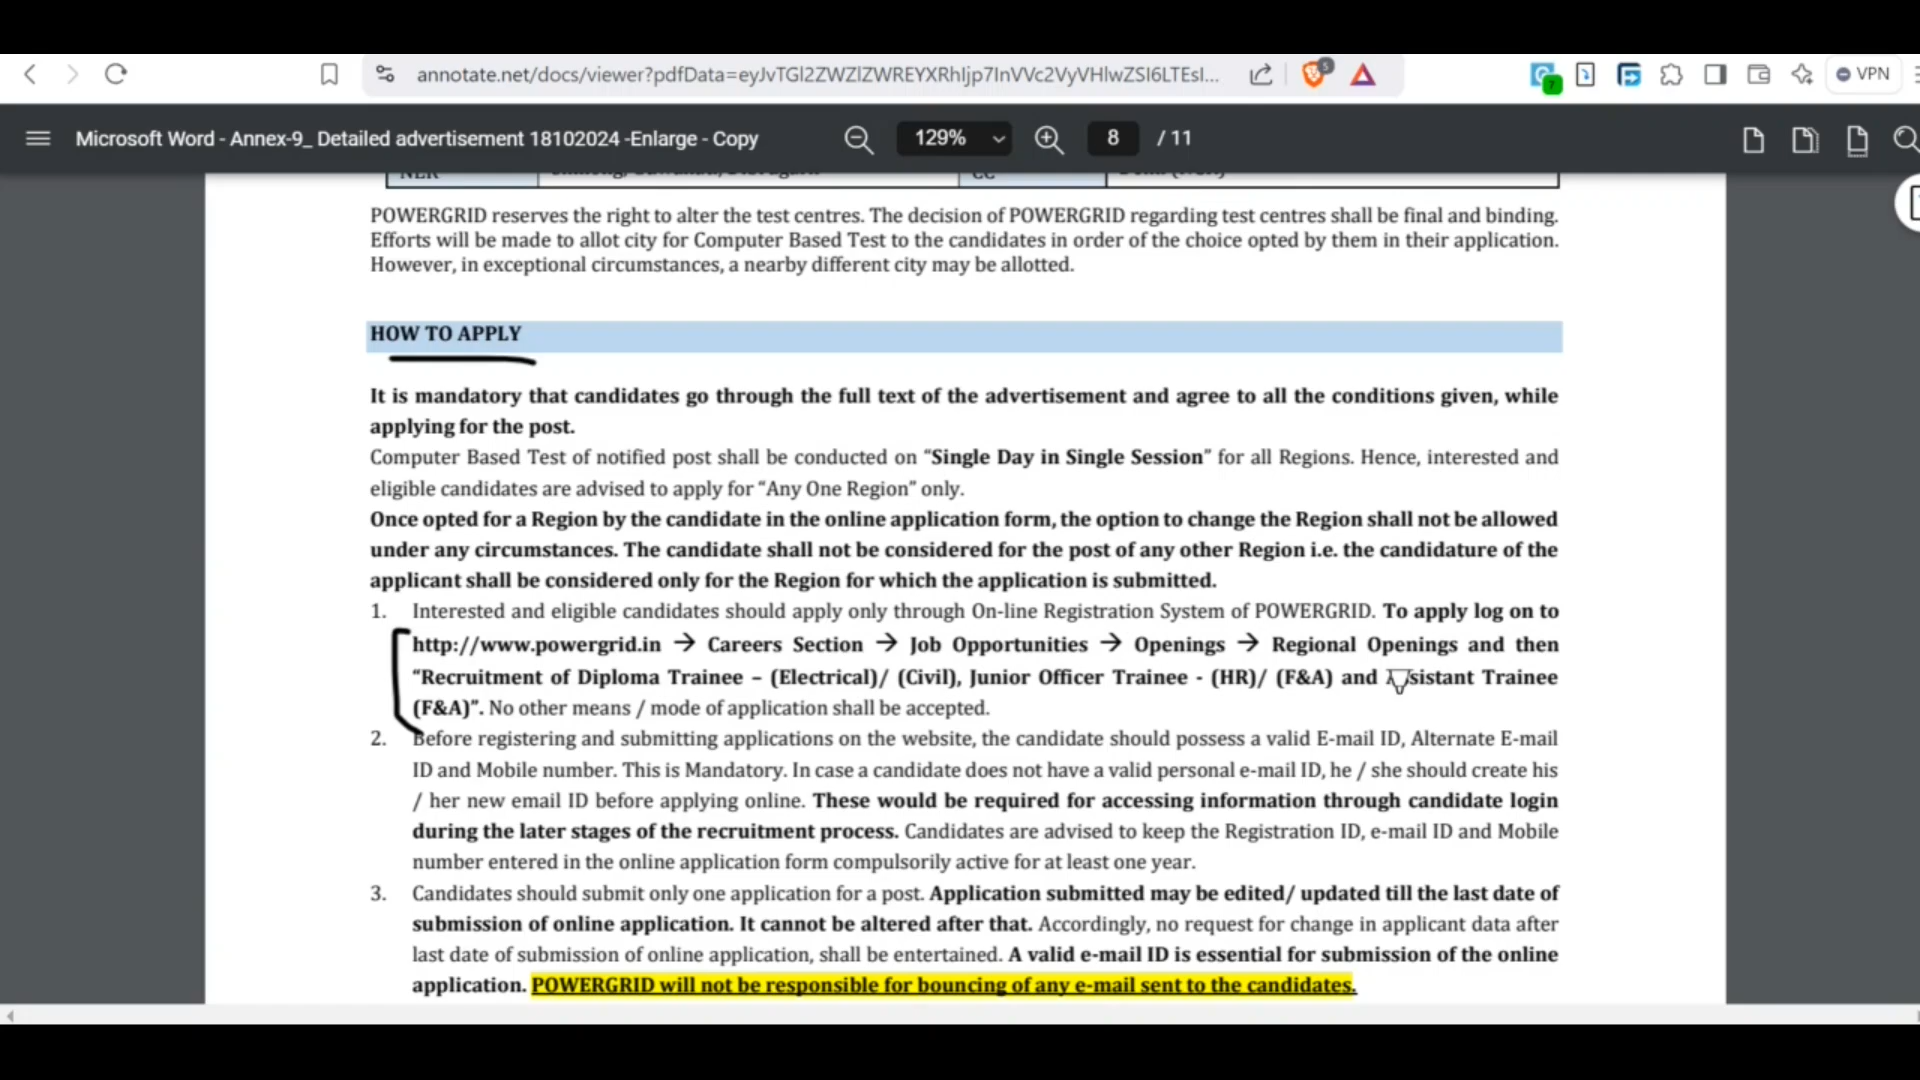 annotate.net/docs/viewer?pdfData=eyJvTGl2ZWZlZWREYXRhIjp7InVVc2VyVHlwZSI6LTEsI...
5
VPN
Microsoft Word - Annex-9_ Detailed advertisement 18102024 -Enlarge - Copy
129%
8 / 11
POWERGRID reserves the right to alter the test centres. The decision of POWERGRID regarding test centres shall be final and binding.
Efforts will be made to allot city for Computer Based Test to the candidates in order of the choice opted by them in their application.
However, in exceptional circumstances, a nearby different city may be allotted.
HOW TO APPLY
It is mandatory that candidates go through the full text of the advertisement and agree to all the conditions given, while
applying for the post.
Computer Based Test of notified post shall be conducted on “Single Day in Single Session” for all Regions. Hence, interested and
eligible candidates are advised to apply for “Any One Region” only.
Once opted for a Region by the candidate in the online application form, the option to change the Region shall not be allowed
under any circumstances. The candidate shall not be considered for the post of any other Region i.e. the candidature of the
applicant shall be considered only for the Region for which the application is submitted.
1. Interested and eligible candidates should apply only through On-line Registration System of POWERGRID. To apply log on to
http://www.powergrid.in → Careers Section → Job Opportunities → Openings → Regional Openings and then
“Recruitment of Diploma Trainee – (Electrical)/ (Civil), Junior Officer Trainee - (HR)/ (F&A) and Assistant Trainee
(F&A)”. No other means / mode of application shall be accepted.
2. Before registering and submitting applications on the website, the candidate should possess a valid E-mail ID, Alternate E-mail
ID and Mobile number. This is Mandatory. In case a candidate does not have a valid personal e-mail ID, he / she should create his
/ her new email ID before applying online. These would be required for accessing information through candidate login
during the later stages of the recruitment process. Candidates are advised to keep the Registration ID, e-mail ID and Mobile
number entered in the online application form compulsorily active for at least one year.
3. Candidates should submit only one application for a post. Application submitted may be edited/ updated till the last date of
submission of online application. It cannot be altered after that. Accordingly, no request for change in applicant data after
last date of submission of online application, shall be entertained. A valid e-mail ID is essential for submission of the online
application. POWERGRID will not be responsible for bouncing of any e-mail sent to the candidates.